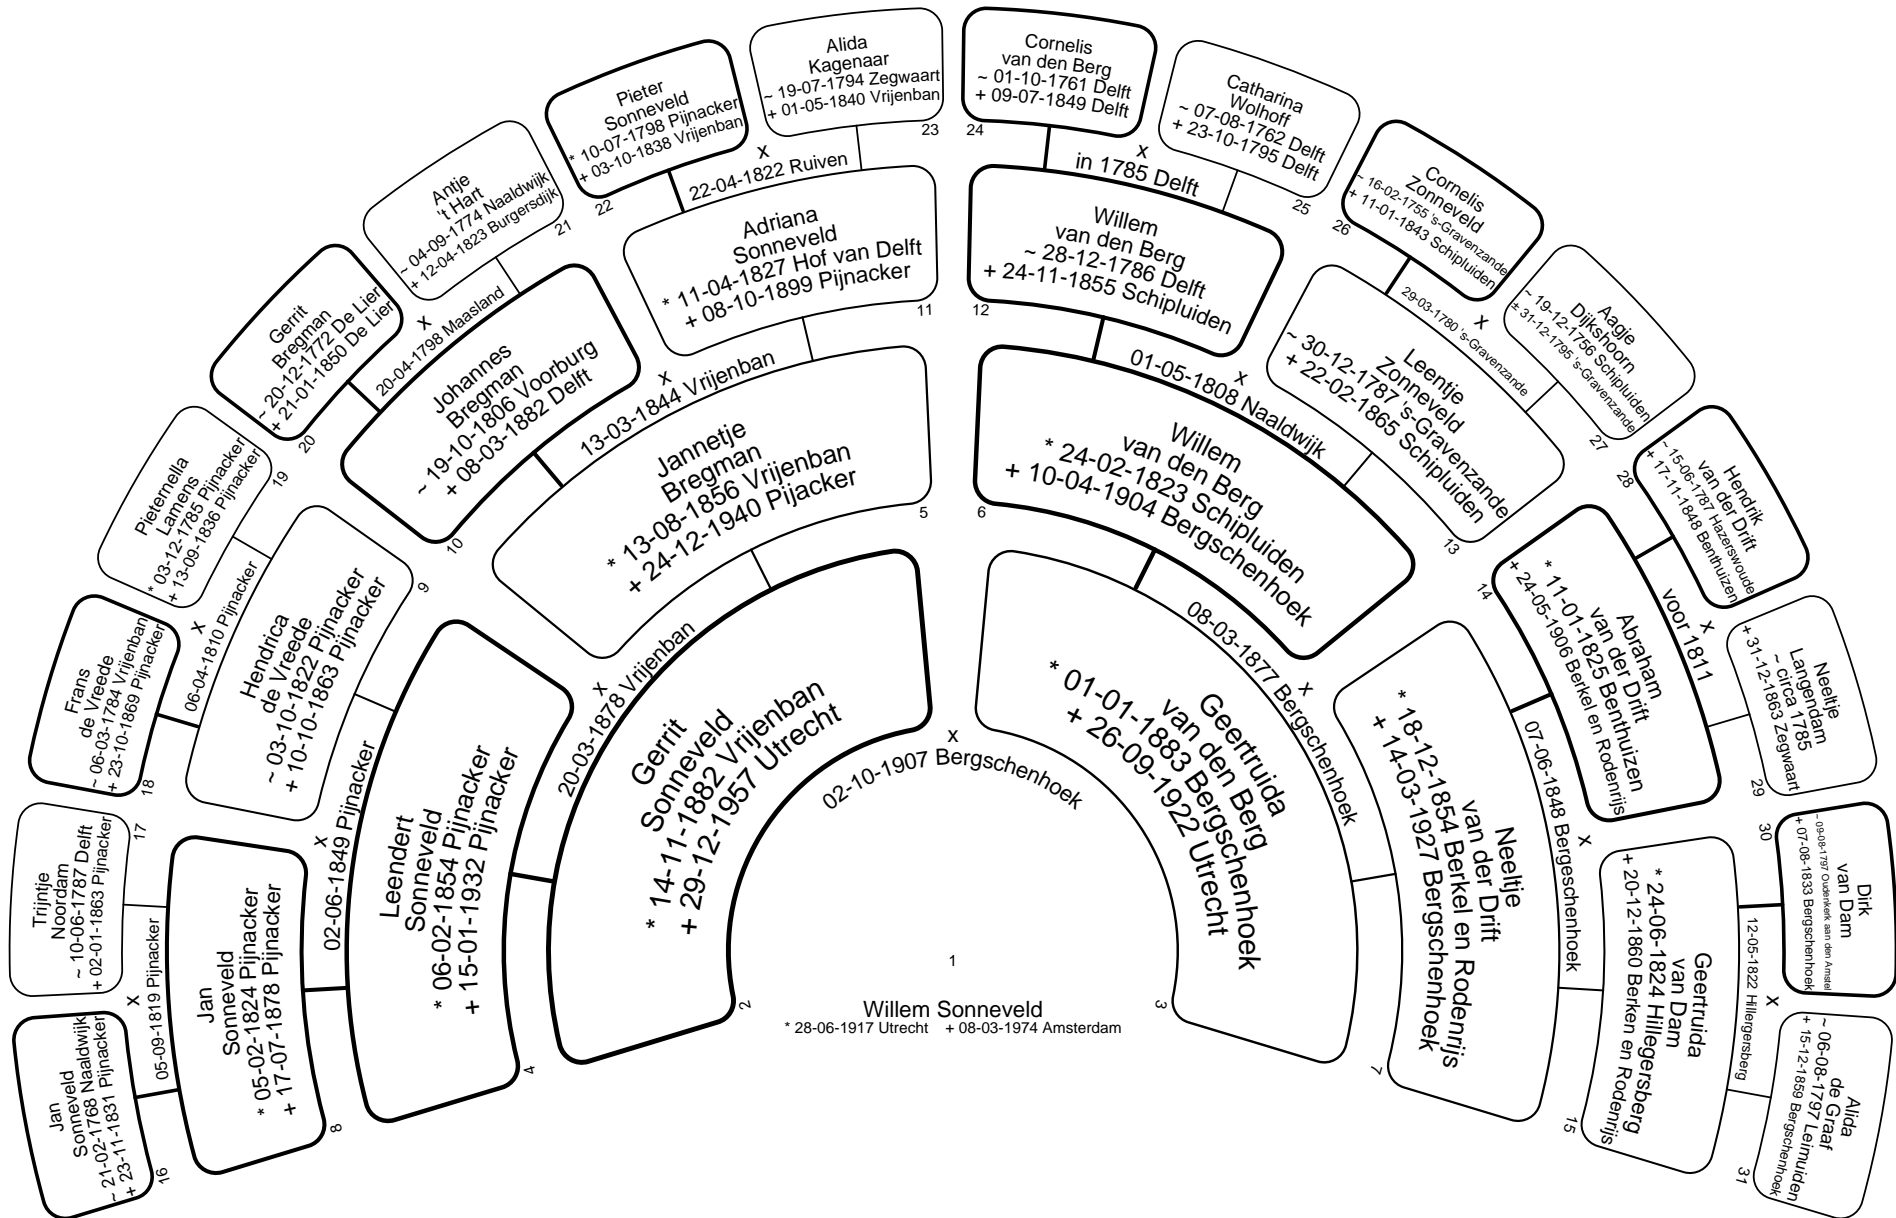 1
Willem Sonneveld
* 28-06-1917 Utrecht + 08-03-1974 Amsterdam
Gerrit
Sonneveld
* 14-11-1882 Vrijenban
+ 29-12-1957 Utrecht
2
x
02-10-1907 Bergschenhoek
Geertruida
van den Berg
* 01-01-1883 Bergschenhoek
+ 26-09-1922 Utrecht
3
Leendert
Sonneveld
* 06-02-1854 Pijnacker
+ 15-01-1932 Pijnacker
4
x
20-03-1878 Vrijenban
Jannetje
Bregman
* 13-08-1856 Vrijenban
+ 24-12-1940 Pijacker
5
Willem
van den Berg
* 24-02-1823 Schipluiden
+ 10-04-1904 Bergschenhoek
6
x
08-03-1877 Bergschenhoek
Neeltje
van der Drift
* 18-12-1854 Berkel en Rodenrijs
+ 14-03-1927 Bergschenhoek
7
Jan
Sonneveld
* 05-02-1824 Pijnacker
+ 17-07-1878 Pijnacker
8
x
02-06-1849 Pijnacker
Hendrica
de Vreede
~ 03-10-1822 Pijnacker
+ 10-10-1863 Pijnacker
9
Johannes
Bregman
~ 19-10-1806 Voorburg
+ 08-03-1882 Delft
10
x
13-03-1844 Vrijenban
Adriana
Sonneveld
* 11-04-1827 Hof van Delft
+ 08-10-1899 Pijnacker
11
Willem
van den Berg
~ 28-12-1786 Delft
+ 24-11-1855 Schipluiden
12
x
01-05-1808 Naaldwijk
Leentje
Zonneveld
~ 30-12-1787 's-Gravenzande
+ 22-02-1865 Schipluiden
13
Abraham
van der Drift
* 11-01-1825 Benthuizen
+ 24-05-1906 Berkel en Rodenrijs
14
x
07-06-1848 Bergeschenhoek
Geertruida
van Dam
* 24-06-1824 Hillegersberg
+ 20-12-1860 Berken en Rodenrijs
15
Jan
Sonneveld
~ 21-02-1768 Naaldwijk
+ 23-11-1831 Pijnacker
16
x
05-09-1819 Pijnacker
Trijntje
Noordam
~ 10-06-1787 Delft
+ 02-01-1863 Pijnacker
17
Frans
de Vreede
~ 06-03-1784 Vrijenban
+ 23-10-1869 Pijnacker
18
x
06-04-1810 Pijnacker
Pieternella
Lamens
* 03-12-1785 Pijnacker
+ 13-09-1836 Pijnacker
19
Gerrit
Bregman
~ 20-12-1772 De Lier
+ 21-01-1850 De Lier
20
x
20-04-1798 Maasland
Antje
't Hart
~ 04-09-1774 Naaldwijk
+ 12-04-1823 Burgersdijk
21
Pieter
Sonneveld
* 10-07-1798 Pijnacker
+ 03-10-1838 Vrijenban
22
x
22-04-1822 Ruiven
Alida
Kagenaar
~ 19-07-1794 Zegwaart
+ 01-05-1840 Vrijenban
23
Cornelis
van den Berg
~ 01-10-1761 Delft
+ 09-07-1849 Delft
24
x
in 1785 Delft
Catharina
Wolhoff
~ 07-08-1762 Delft
+ 23-10-1795 Delft
25
Cornelis
Zonneveld
~ 16-02-1755 's-Gravenzande
+ 11-01-1843 Schipluiden
26
x
29-03-1780 's-Gravenzande
Aagje
Dijkshoorn
~ 19-12-1756 Schipluiden
± 31-12-1795 's-Gravenzande
27
Hendrik
van der Drift
~ 15-06-1787 Hazerswoude
+ 17-11-1848 Benthuizen
28
x
voor 1811
Neeltje
Langendam
~ circa 1785
+ 31-12-1863 Zegwaart
29
Dirk
van Dam
~ 09-08-1797 Oudenkerk aan den Amstel
+ 07-08-1833 Bergschenhoek
30
x
12-05-1822 Hillergersberg
Alida
de Graaf
~ 06-08-1797 Leimuiden
+ 15-12-1859 Bergschenhoek
31